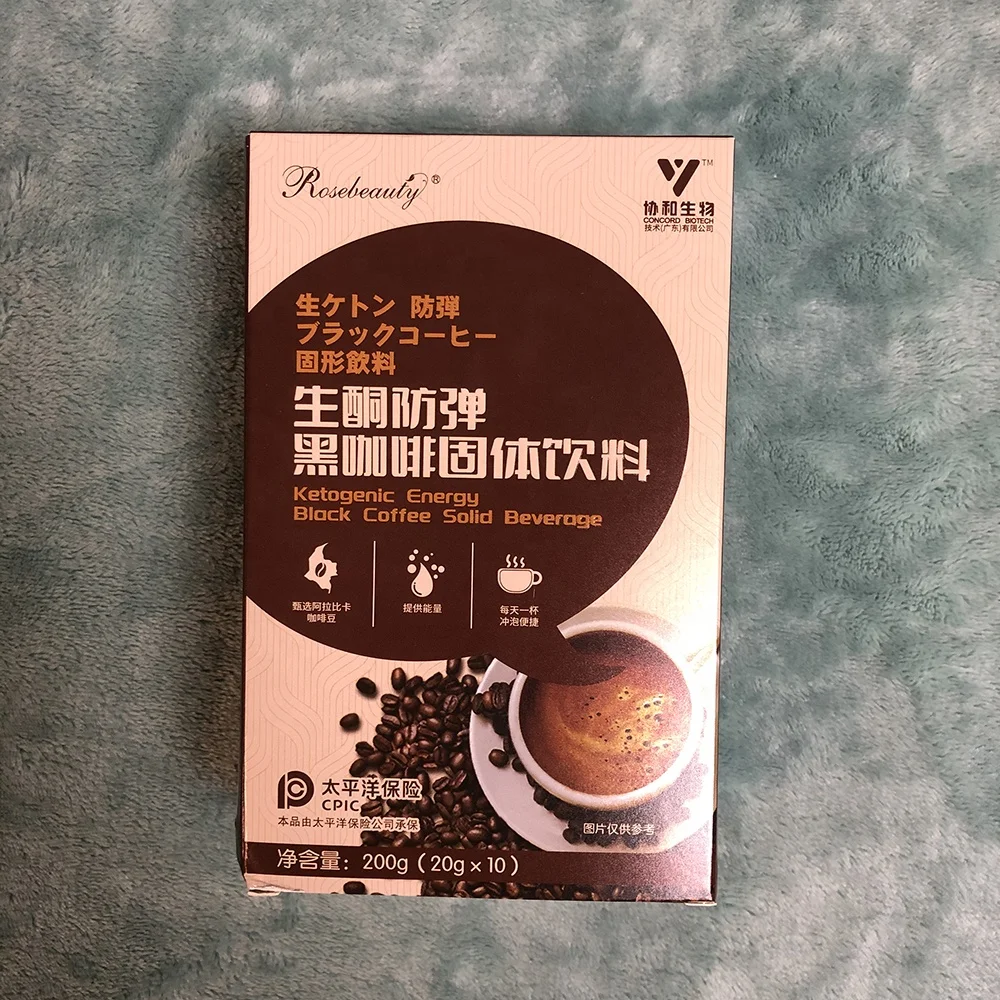 Rosebeauty®
TM
协和生物
CONCORD BIOTECH
技术(广东)有限公司
生ケトン 防弾
ブラックコーヒー
固形飲料
生酮防弹
黑咖啡固体饮料
Ketogenic Energy
Black Coffee Solid Beverage
甄选阿拉比卡
咖啡豆
提供能量
每天一杯
冲泡便捷
太平洋保险
CPIC
本品由太平洋保险公司承保
图片仅供参考
净含量：200g（20g×10）